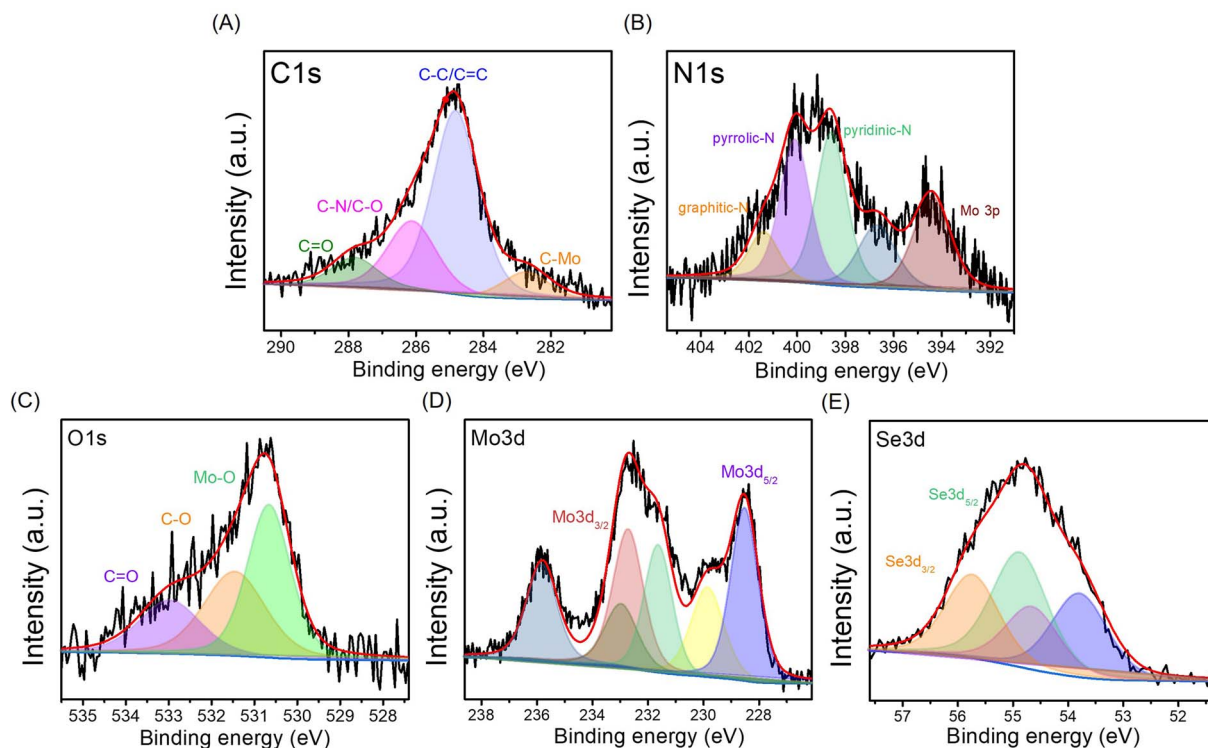 (A)
C1s
C-C/C=C
C-N/C-O
C=O
C-Mo
Intensity (a.u.)
290 288 286 284 282
Binding energy (eV)
(B)
N1s
pyrrolic-N
pyridinic-N
graphitic-N
Mo 3p
Intensity (a.u.)
404 402 400 398 396 394 392
Binding energy (eV)
(C)
O1s
Mo-O
C-O
C=O
Intensity (a.u.)
535 534 533 532 531 530 529 528
Binding energy (eV)
(D)
Mo3d
Mo3d5/2
Mo3d3/2
Intensity (a.u.)
238 236 234 232 230 228
Binding energy (eV)
(E)
Se3d
Se3d5/2
Se3d3/2
Intensity (a.u.)
57 56 55 54 53 52
Binding energy (eV)